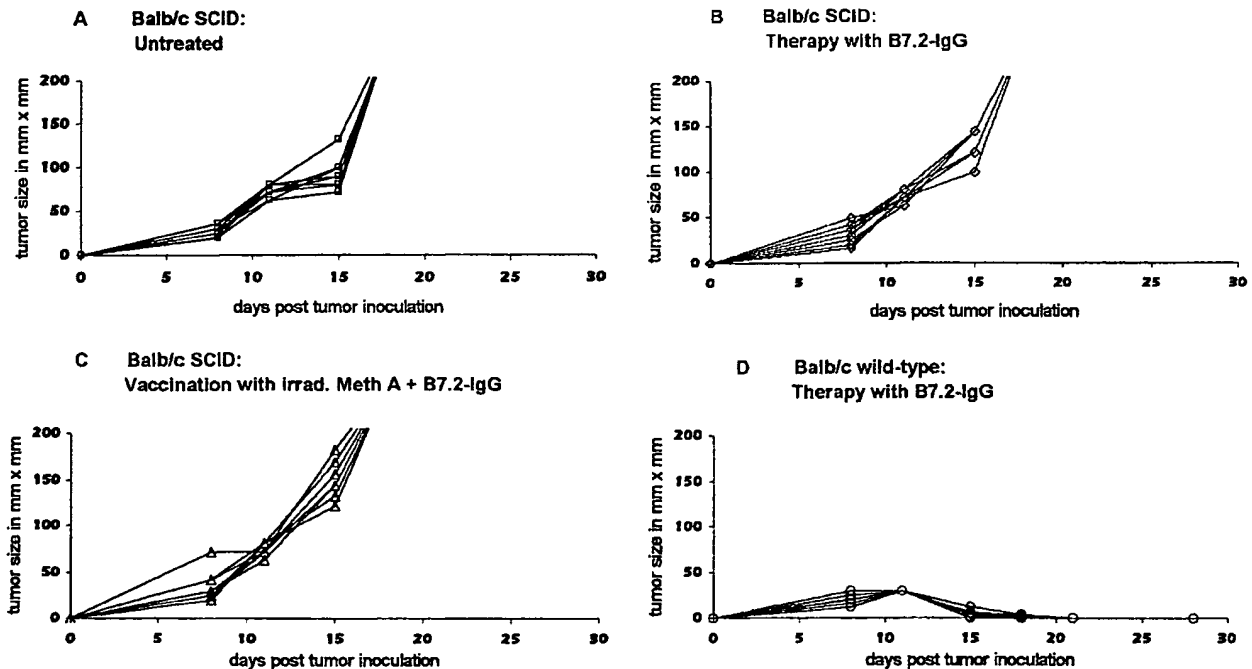 A Balb/c SCID:
Untreated
tumor size in mm x mm
200
150
100
50
0
0 5 10 15 20 25 30
days post tumor inoculation
B Balb/c SCID:
Therapy with B7.2-IgG
tumor size in mm x mm
200
150
100
50
0
0 5 10 15 20 25 30
days post tumor inoculation
C Balb/c SCID:
Vaccination with irrad. Meth A + B7.2-IgG
tumor size in mm x mm
200
150
100
50
0
0 5 10 15 20 25 30
days post tumor inoculation
D Balb/c wild-type:
Therapy with B7.2-IgG
tumor size in mm x mm
200
150
100
50
0
0 5 10 15 20 25 30
days post tumor inoculation